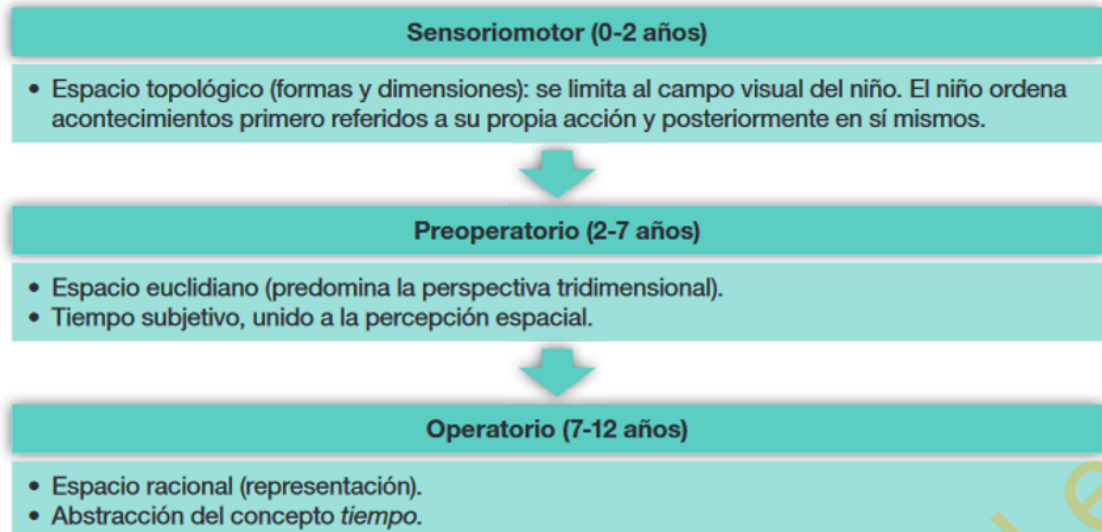 Sensoriomotor (0-2 años)
• Espacio topológico (formas y dimensiones): se limita al campo visual del niño. El niño ordena
acontecimientos primero referidos a su propia acción y posteriormente en sí mismos.
Preoperatorio (2-7 años)
• Espacio euclidiano (predomina la perspectiva tridimensional).
• Tiempo subjetivo, unido a la percepción espacial.
Operatorio (7-12 años)
• Espacio racional (representación).
• Abstracción del concepto tiempo.